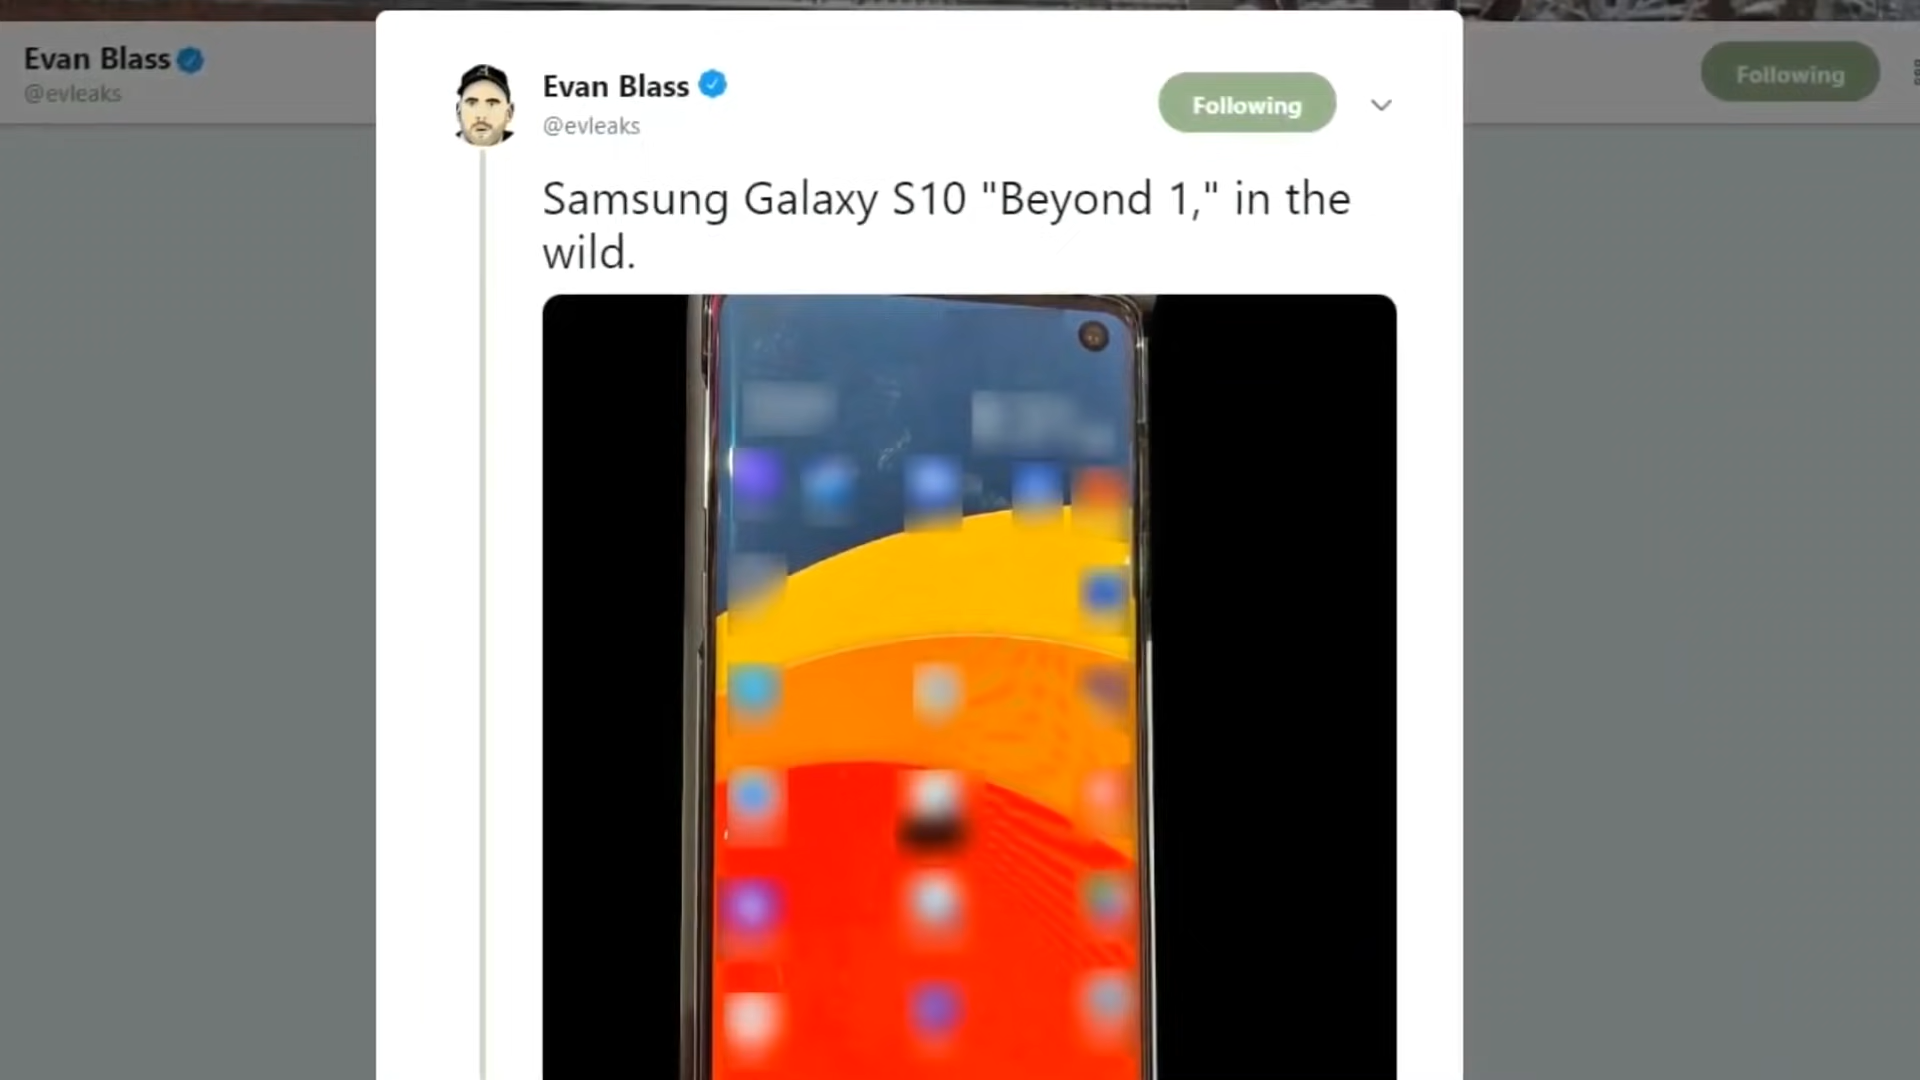 Evan Blass
@evleaks
Following
Evan Blass
@evleaks
Following
Samsung Galaxy S10 "Beyond 1," in the
wild.